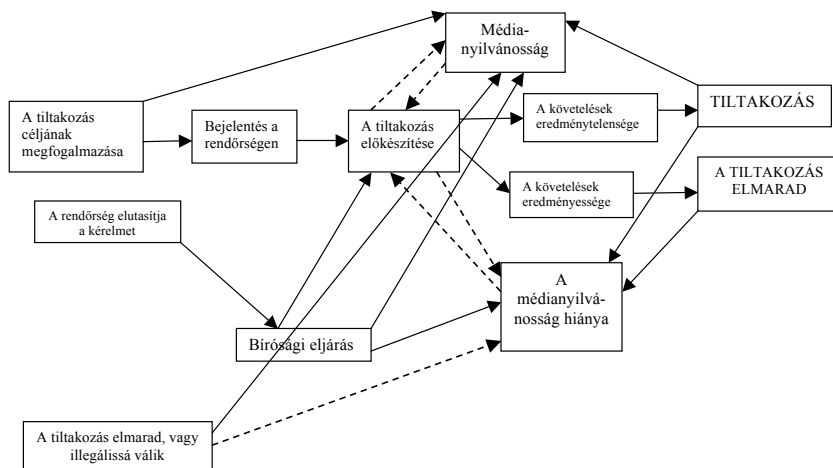 Média-
nyilvánosság
A tiltakozás
céljának
megfogalmazása
Bejelentés a
rendőrségen
A tiltakozás
előkészítése
A követelések
eredménytelensége
TILTAKOZÁS
A követelések
eredményessége
A TILTAKOZÁS
ELMARAD
A rendőrség elutasítja
a kérelmet
A
médianyilvá-
nosság hiánya
Bírósági eljárás
A tiltakozás elmarad, vagy
illegálissá válik